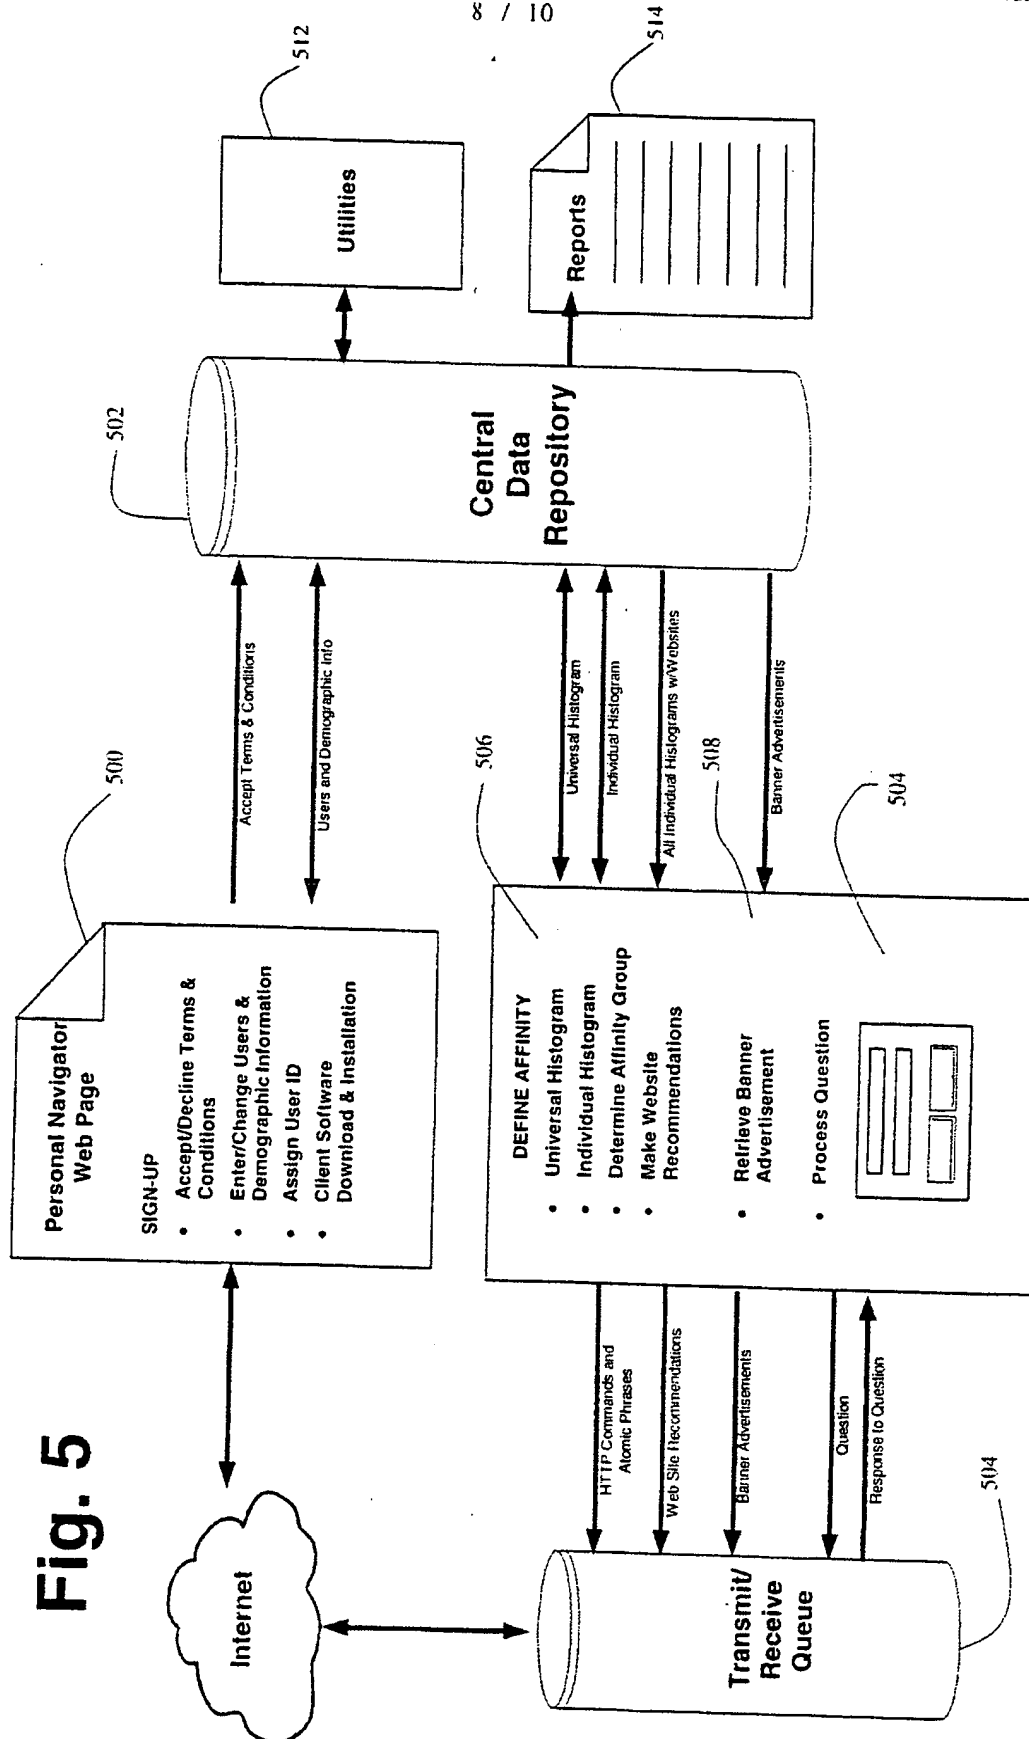 8 / 10
Fig. 5
Internet
Personal Navigator
Web Page
SIGN-UP
• Accept/Decline Terms &
Conditions
• Enter/Change Users &
Demographic Information
• Assign User ID
• Client Software
Download & Installation
500
Accept Terms & Conditions
Users and Demographic Info
502
Central
Data
Repository
Utilities
512
Reports
514
Transmit/
Receive
Queue
504
HTTP Commands and
Atomic Phrases
Web Site Recommendations
Banner Advertisements
Question
Response to Question
DEFINE AFFINITY
• Universal Histogram
• Individual Histogram
• Determine Affinity Group
• Make Website
Recommendations
• Retrieve Banner
Advertisement
• Process Question
506
508
504
Universal Histogram
Individual Histogram
All Individual Histograms w/Websites
Banner Advertisements